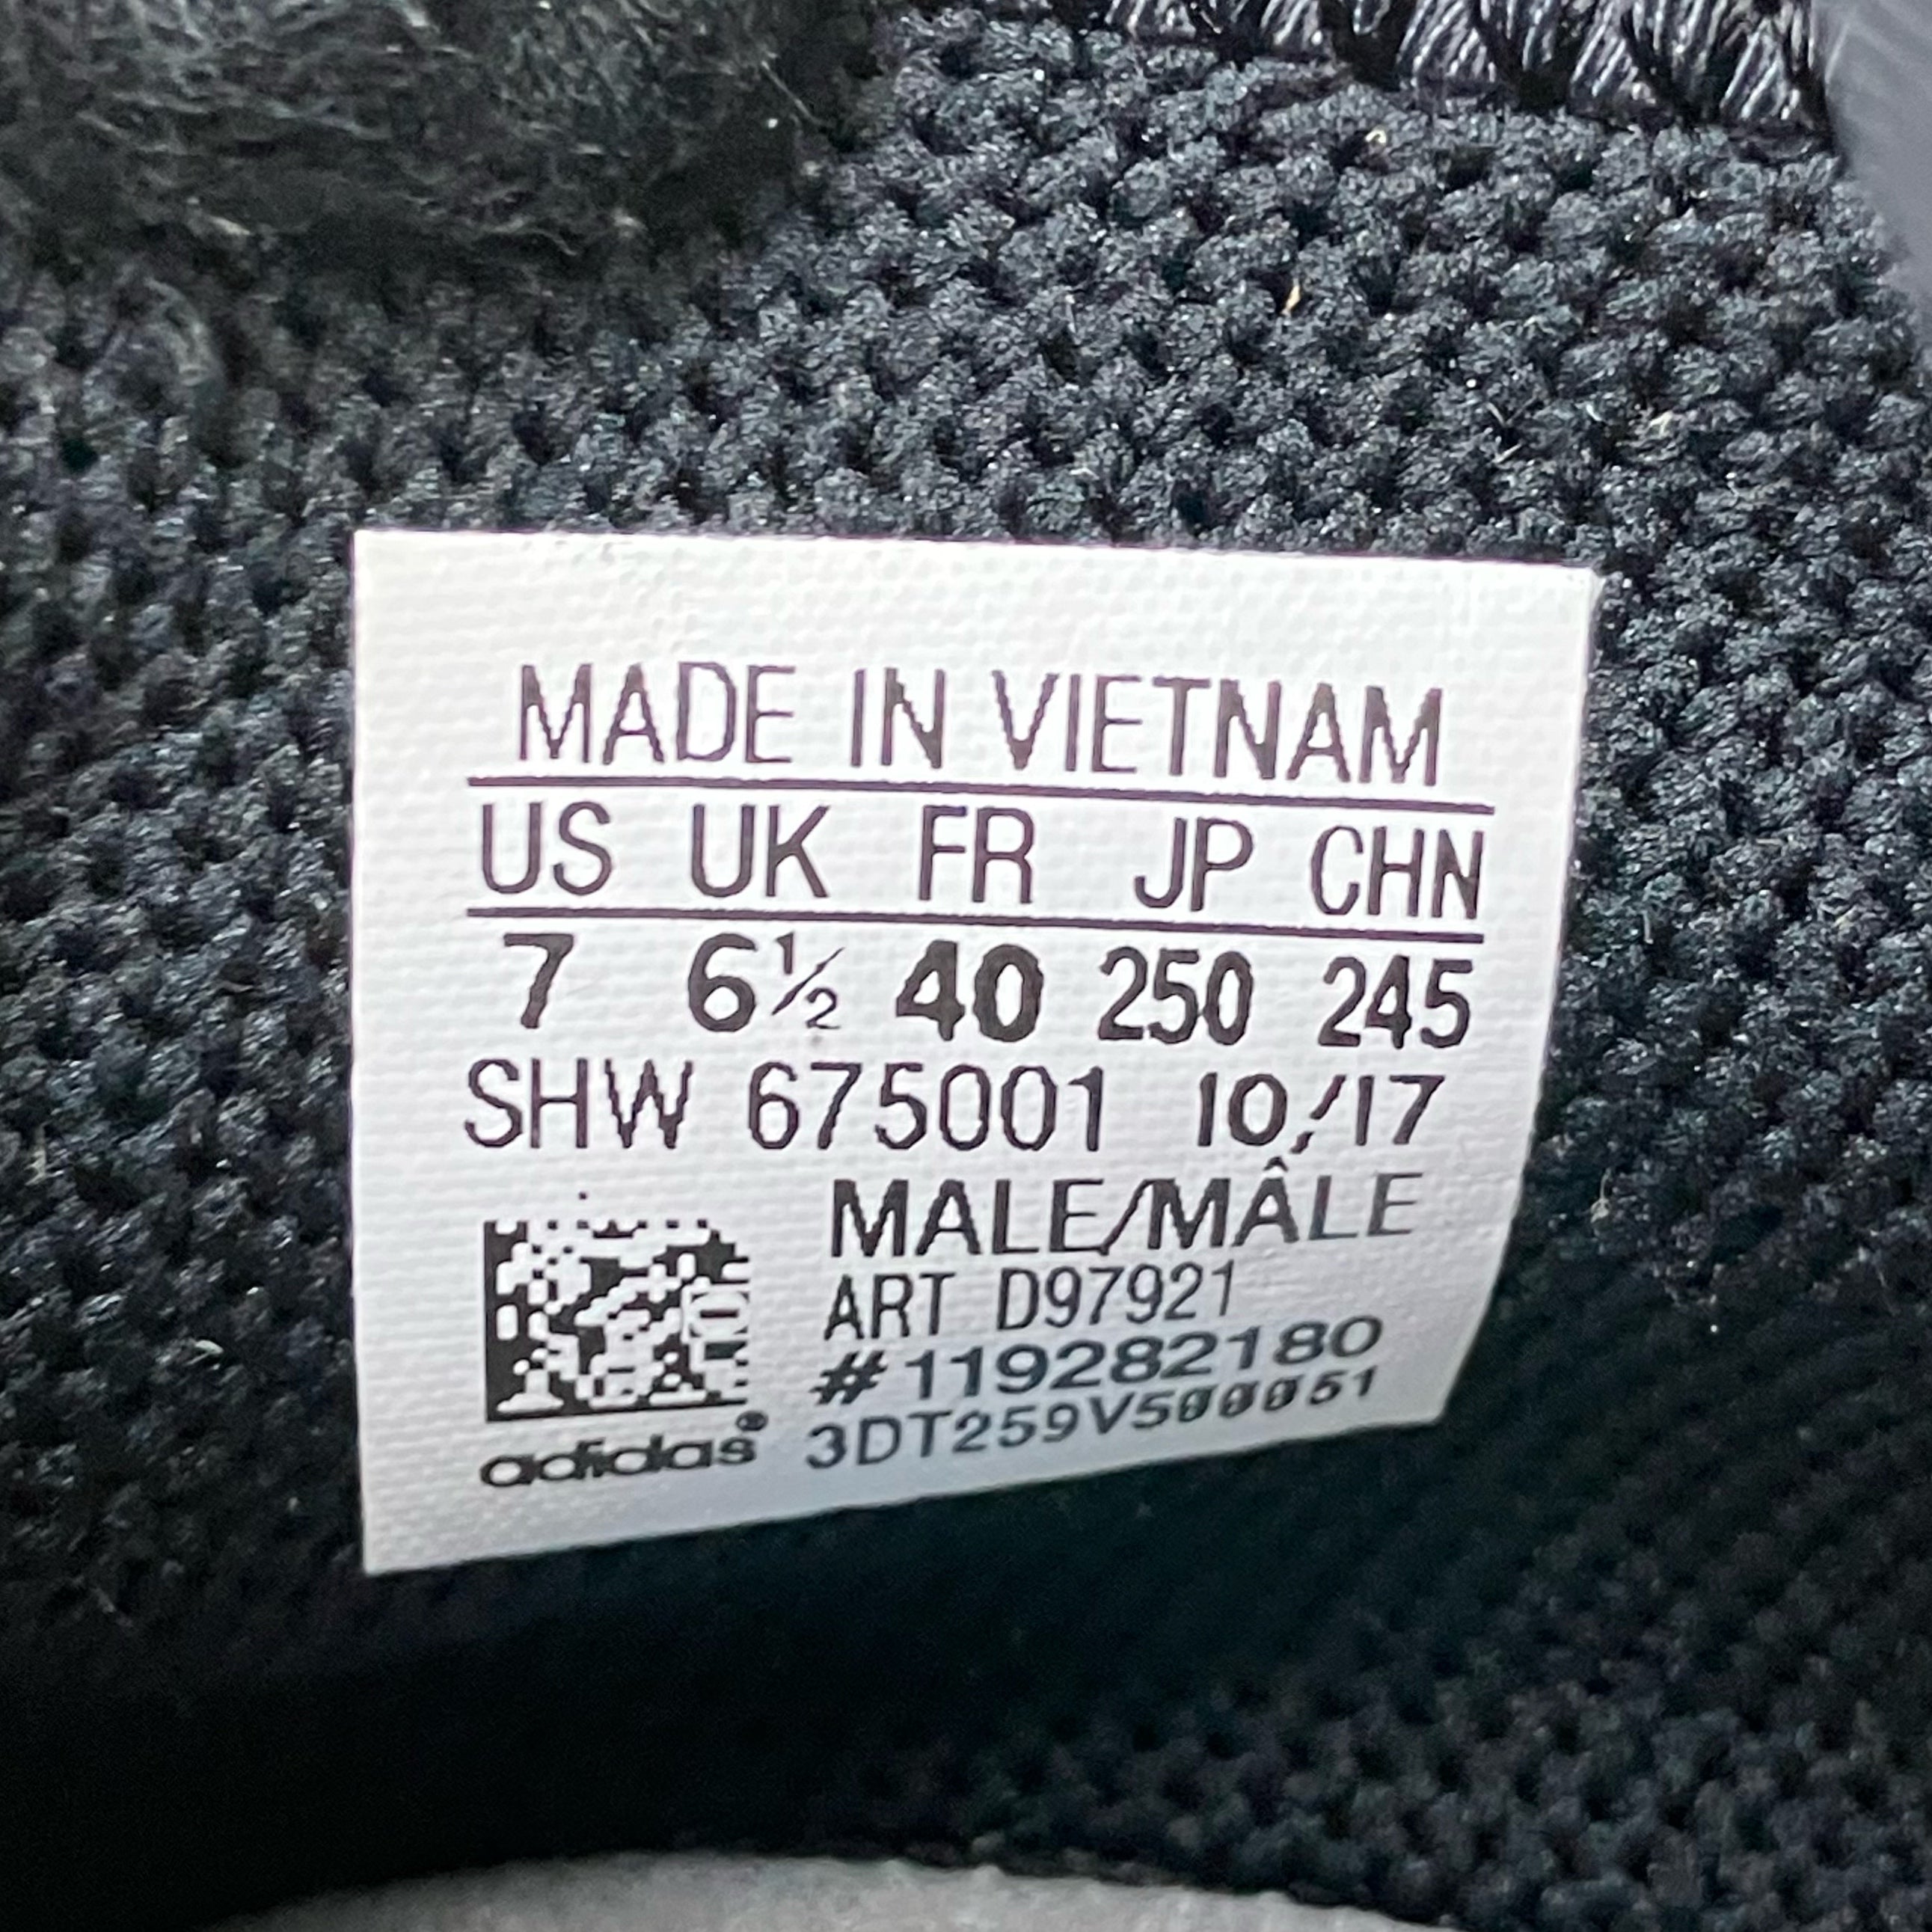 MADE IN VIETNAM
US UK FR JP CHN
7 6½ 40 250 245
SHW 675001 10/17
MALE/MÂLE
ART D97921
#119282180
adidas® 3DT259V500051